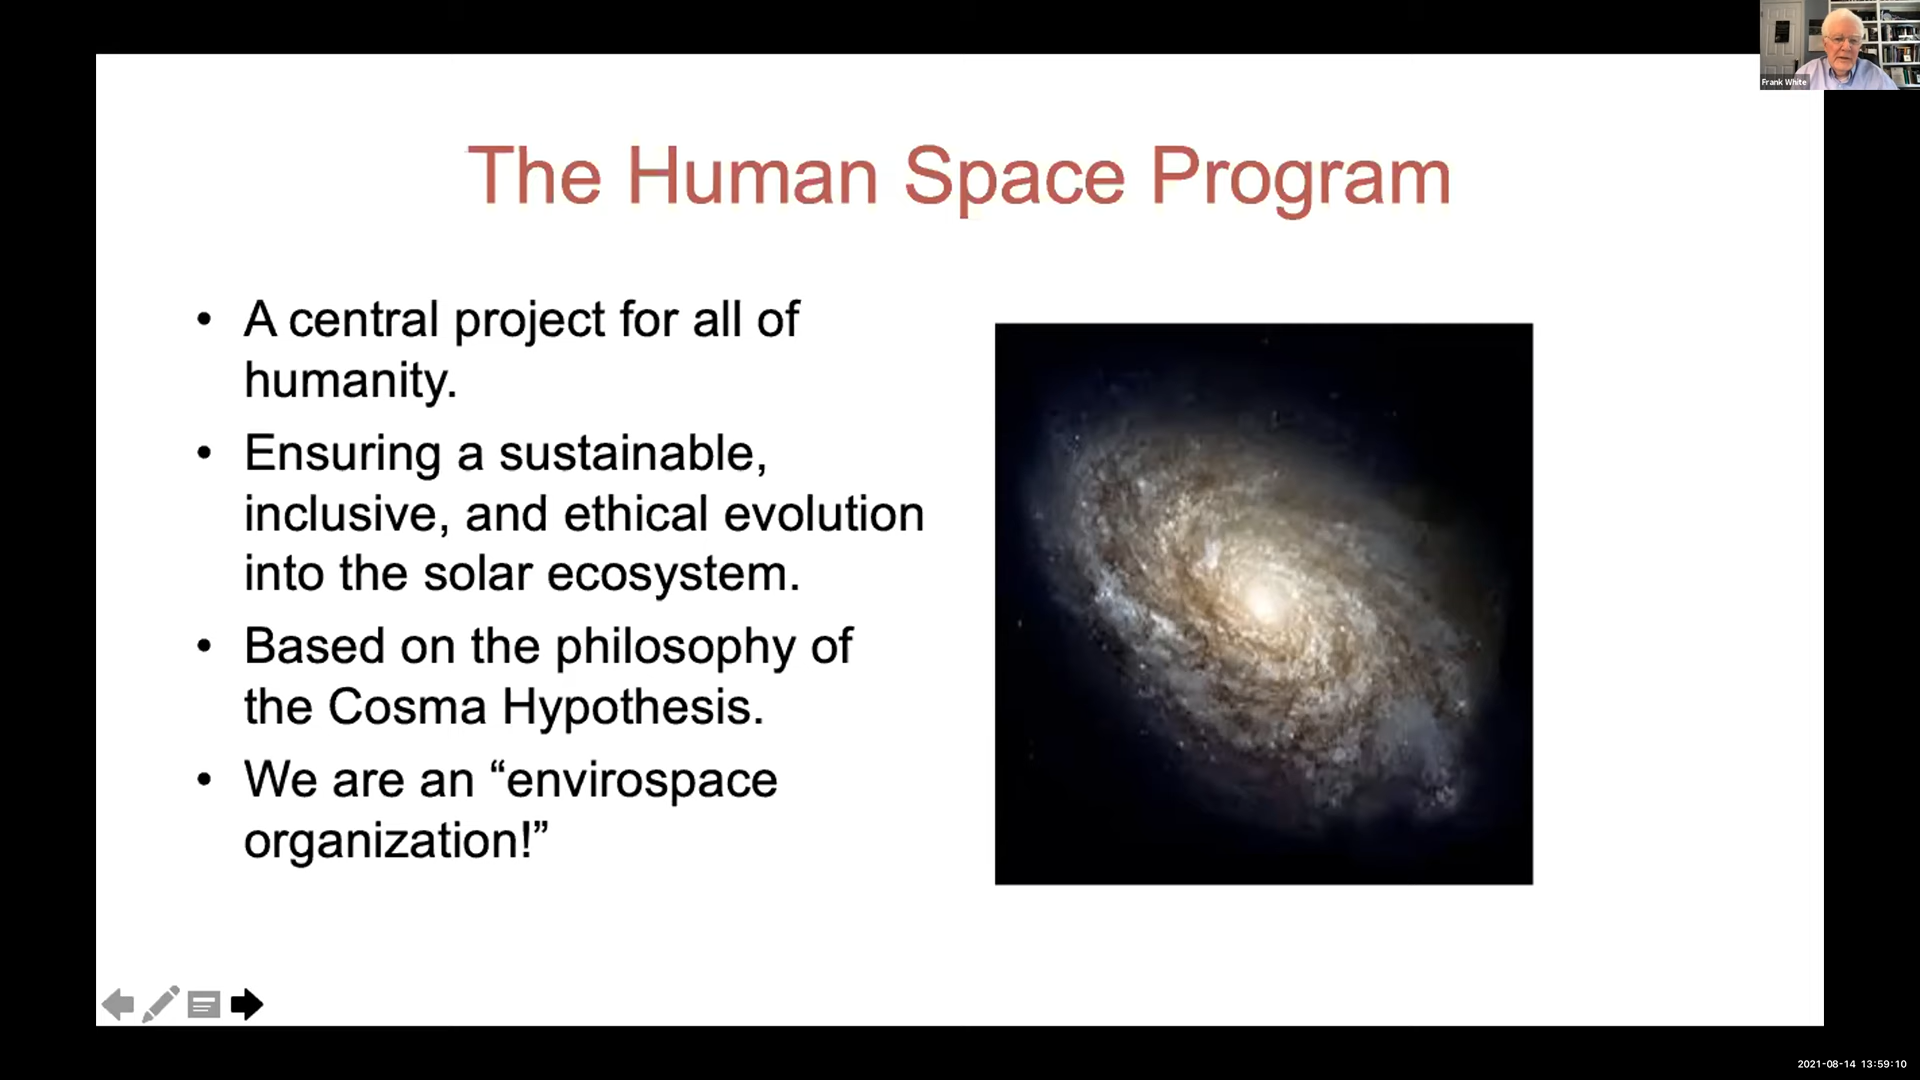 Frank White
The Human Space Program
• A central project for all of
humanity.
• Ensuring a sustainable,
inclusive, and ethical evolution
into the solar ecosystem.
• Based on the philosophy of
the Cosma Hypothesis.
• We are an “envirospace
organization!”
2021-08-14 13:59:10